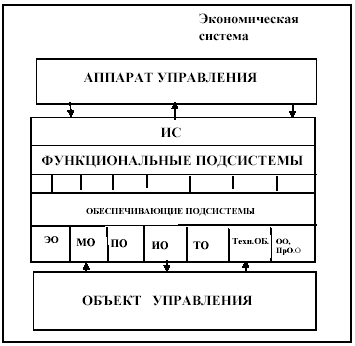 Экономическая
система
АППАРАТ УПРАВЛЕНИЯ
ИС
ФУНКЦИОНАЛЬНЫЕ ПОДСИСТЕМЫ
ОБЕСПЕЧИВАЮЩИЕ ПОДСИСТЕМЫ
ЭО МО ПО ИО ТО Техн.ОБ. ОО,
ПрО.О
ОБЪЕКТ УПРАВЛЕНИЯ